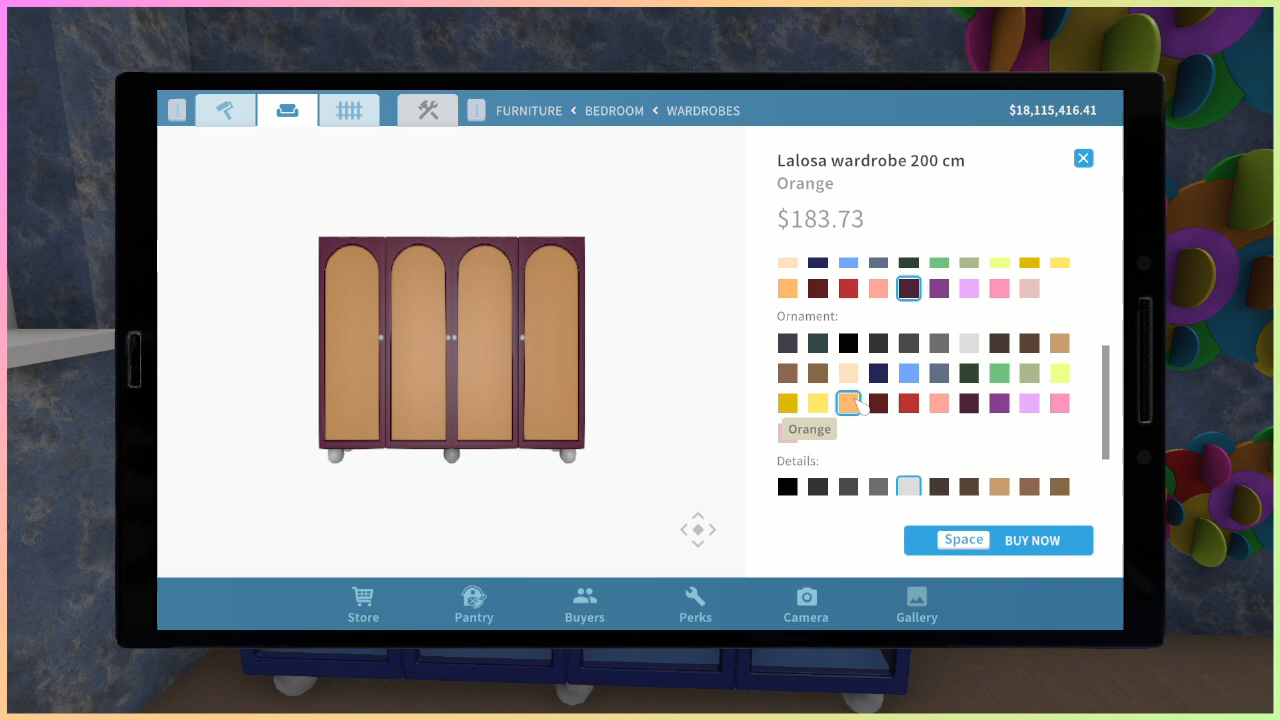 FURNITURE < BEDROOM < WARDROBES
$18,115,416.41
Lalosa wardrobe 200 cm
Orange
$183.73
Ornament:
Orange
Details:
Space BUY NOW
Store Pantry Buyers Perks Camera Gallery